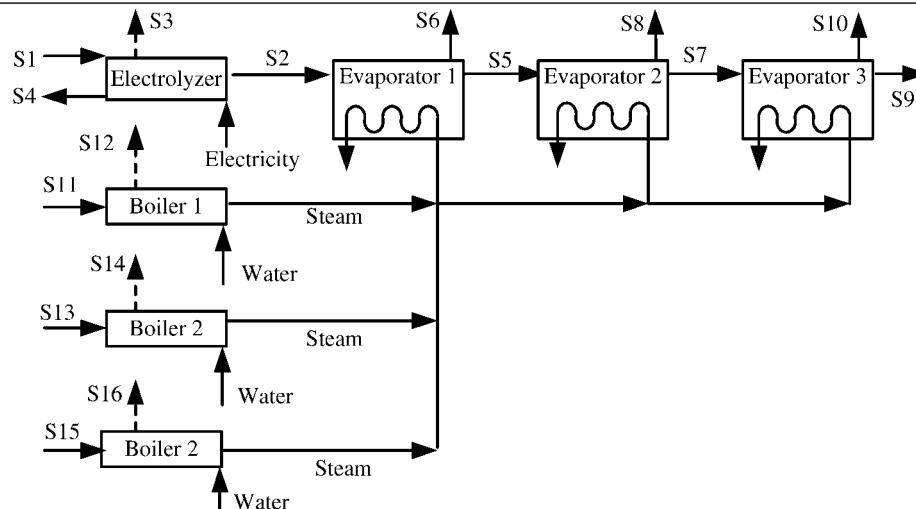 S3
S6
S8
S10
S1
S2
S5
S7
Electrolyzer
Evaporator 1
Evaporator 2
Evaporator 3
S4
S9
S12
Electricity
S11
Boiler 1
Steam
S14
Water
S13
Boiler 2
Steam
S16
Water
S15
Boiler 2
Steam
Water